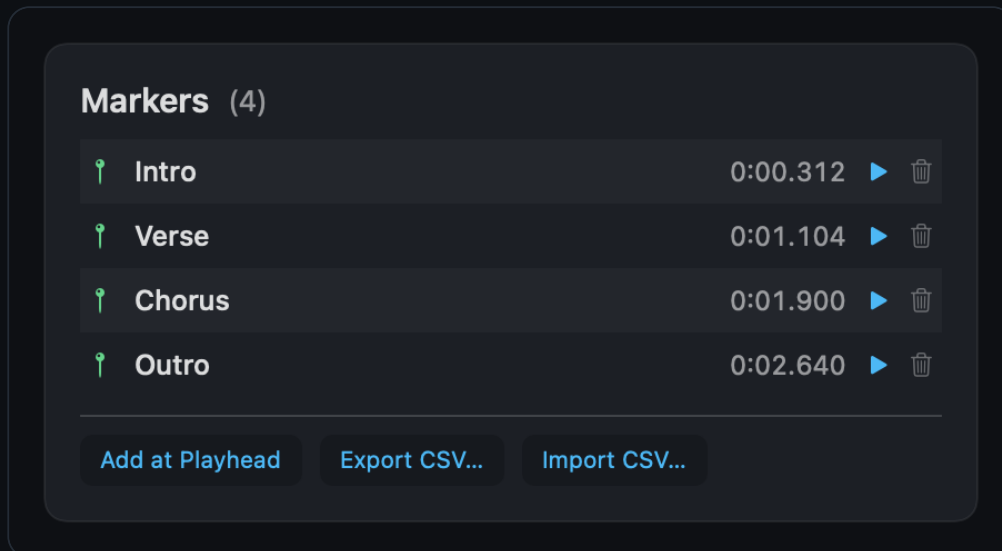 Markers (4)
Intro 0:00.312
Verse 0:01.104
Chorus 0:01.900
Outro 0:02.640
Add at Playhead Export CSV... Import CSV...